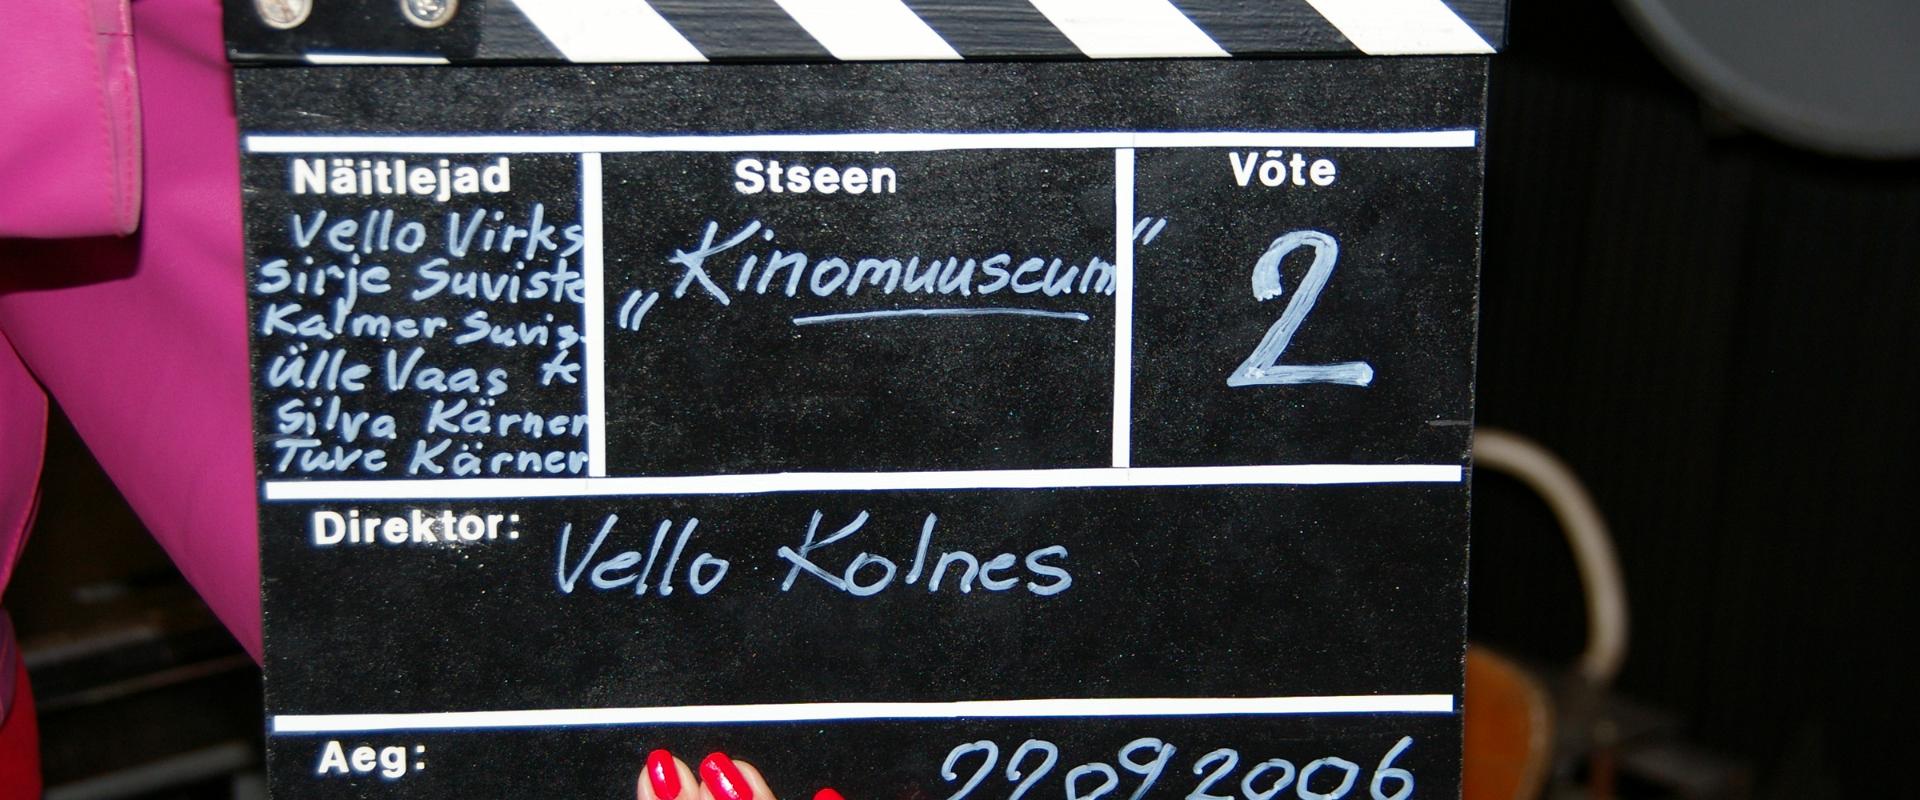 Näitlejad
Vello Virks
Sirje Suviste
Kalmer Suvis
te
Ülle Vaas
Silva Kärner
Tuve Kärner
Stseen
„Kinomuuseum”
Võte
2
Direktor: Vello Kolnes
Aeg: 22 09 2006